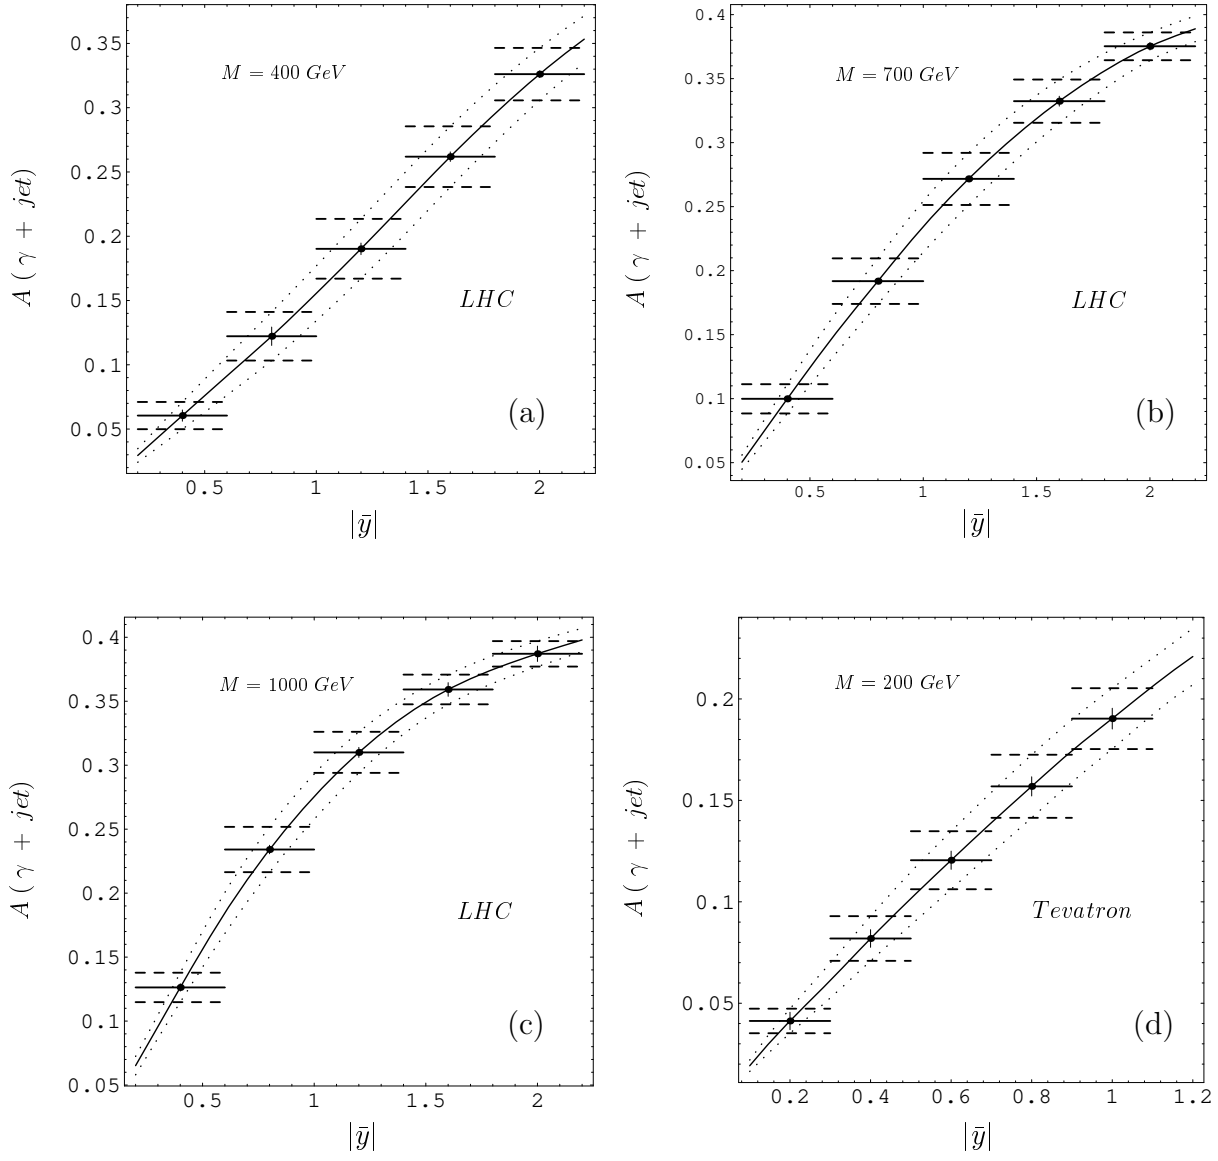 0.35
0.3
0.25
0.2
0.15
0.1
0.05
A ( γ + jet)
M = 400 GeV
LHC
(a)
0.5 1 1.5 2
|ȳ|
0.4
0.35
0.3
0.25
0.2
0.15
0.1
0.05
A ( γ + jet)
M = 700 GeV
LHC
(b)
0.5 1 1.5 2
|ȳ|
0.4
0.35
0.3
0.25
0.2
0.15
0.1
0.05
A ( γ + jet)
M = 1000 GeV
LHC
(c)
0.5 1 1.5 2
|ȳ|
0.2
0.15
0.1
0.05
A ( γ + jet)
M = 200 GeV
Tevatron
(d)
0.2 0.4 0.6 0.8 1 1.2
|ȳ|